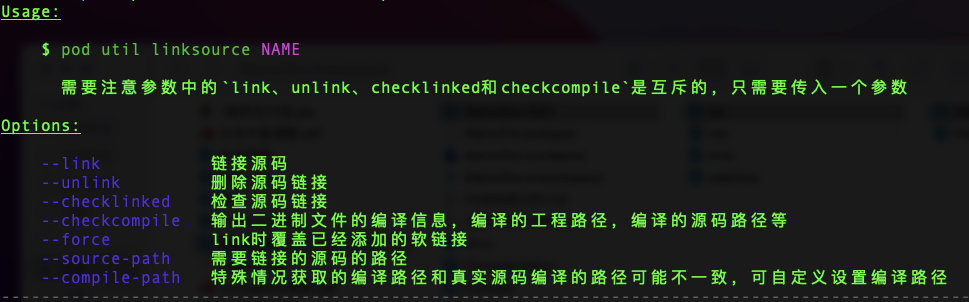 Usage:
$ pod util linksource NAME
需要注意参数中的`link、unlink、checklinked和checkcompile`是互斥的，只需要传入一个参数
Options:
--link 链接源码
--unlink 删除源码链接
--checklinked 检查源码链接
--checkcompile 输出二进制文件的编译信息，编译的工程路径，编译的源码路径等
--force link时覆盖已经添加的软链接
--source-path 需要链接的源码的路径
--compile-path 特殊情况获取的编译路径和真实源码编译的路径可能不一致，可自定义设置编译路径